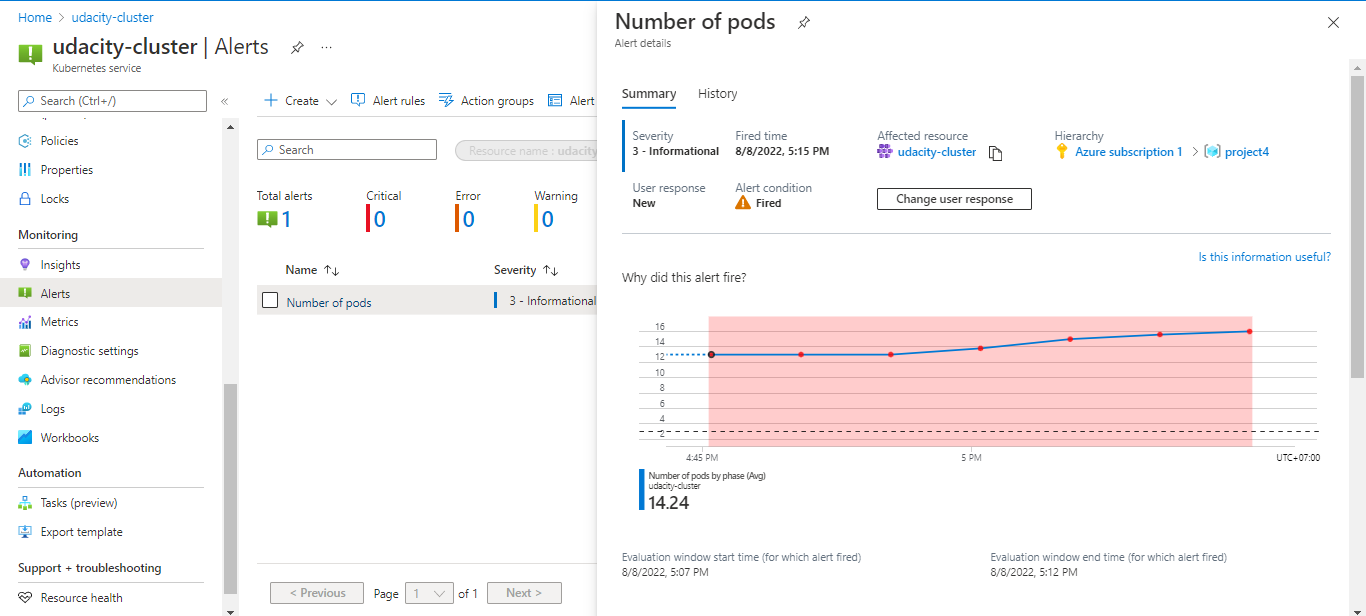 Home > udacity-cluster
udacity-cluster | Alerts ...
Kubernetes service
Search (Ctrl+/) «
Policies
Properties
Locks
Monitoring
Insights
Alerts
Metrics
Diagnostic settings
Advisor recommendations
Logs
Workbooks
Automation
Tasks (preview)
Export template
Support + troubleshooting
Resource health
Create Alert rules Action groups Alert
Search Resource name : udacity
Total alerts Critical Error Warning
1 0 0 0
Name ↑↓ Severity ↑↓
Number of pods 3 - Informational
< Previous Page 1 of 1 Next >
Number of pods
Alert details
Summary History
Severity Fired time Affected resource Hierarchy
3 - Informational 8/8/2022, 5:15 PM udacity-cluster Azure subscription 1 > project4
User response Alert condition
New Fired Change user response
Is this information useful?
Why did this alert fire?
16
14
12
10
8
6
4
2
4:45 PM 5 PM UTC+07:00
Number of pods by phase (Avg)
udacity-cluster
14.24
Evaluation window start time (for which alert fired) Evaluation window end time (for which alert fired)
8/8/2022, 5:07 PM 8/8/2022, 5:12 PM